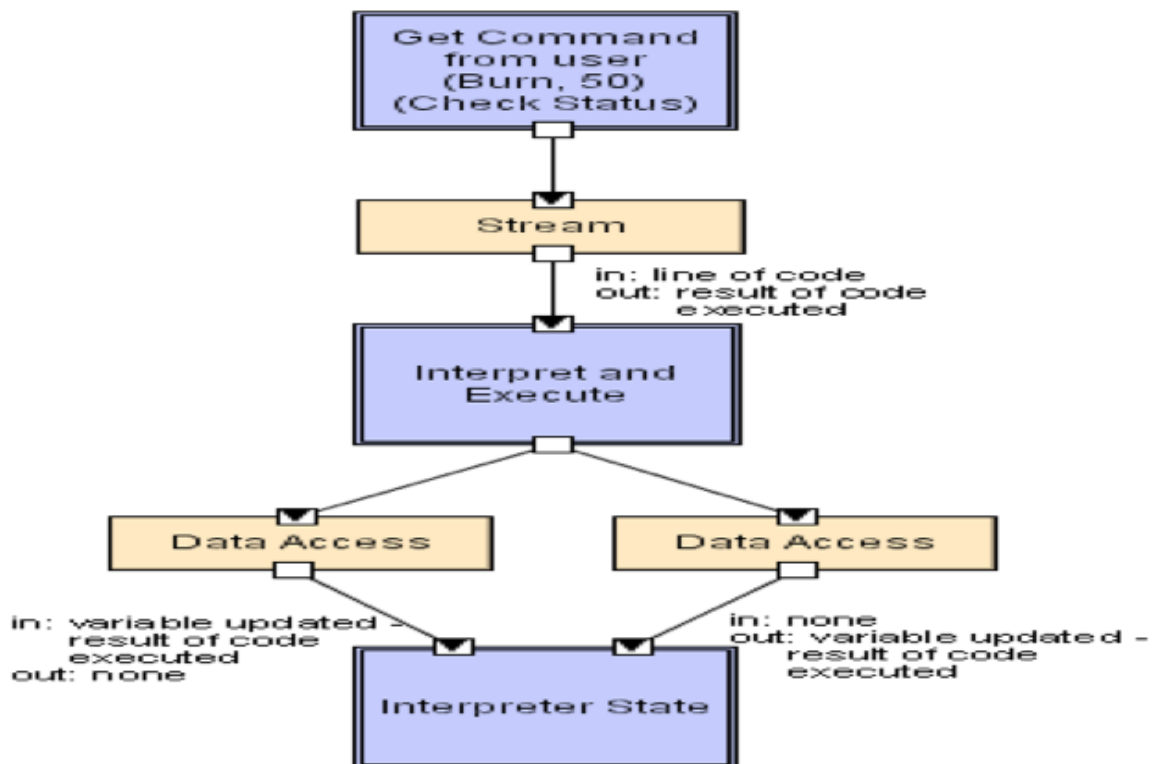 Get Command
from user
(Burn, 50)
(Check Status)
Stream
in: line of code
out: result of code
executed
Interpret and
Execute
Data Access
Data Access
in: variable updated -
result of code
executed
out: none
in: none
out: variable updated -
result of code
executed
Interpreter State